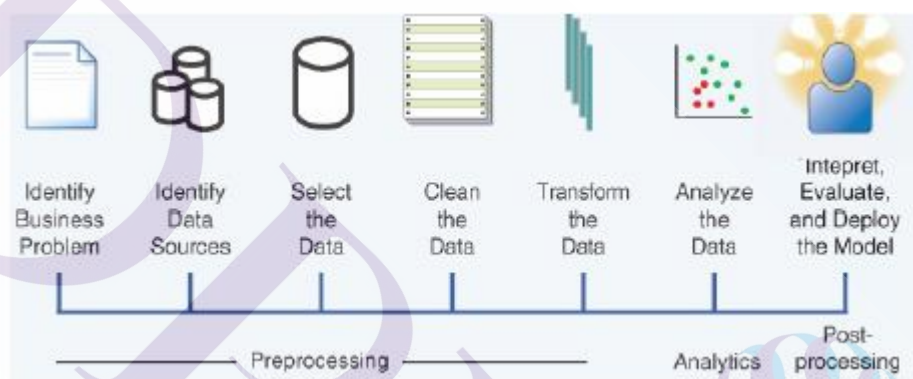 Identify
Business
Problem
Identify
Data
Sources
Select
the
Data
Clean
the
Data
Transform
the
Data
Analyze
the
Data
Intepret,
Evaluate,
and Deploy
the Model
Preprocessing
Analytics
Post-
processing